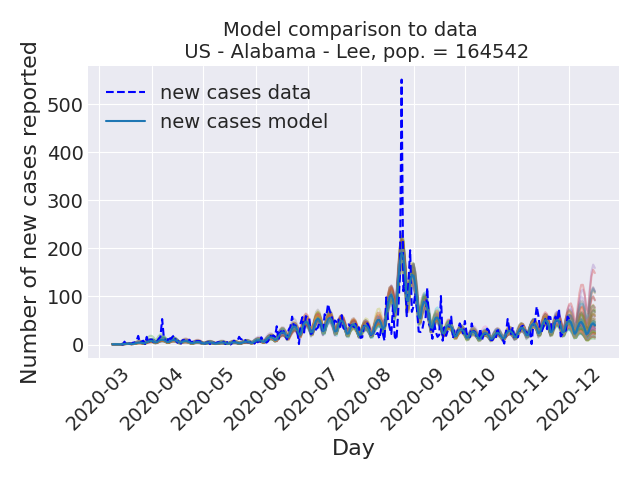 Model comparison to data
US - Alabama - Lee, pop. = 164542
Number of new cases reported
500
400
300
200
100
0
new cases data
new cases model
2020-03
2020-04
2020-05
2020-06
2020-07
2020-08
2020-09
2020-10
2020-11
2020-12
Day